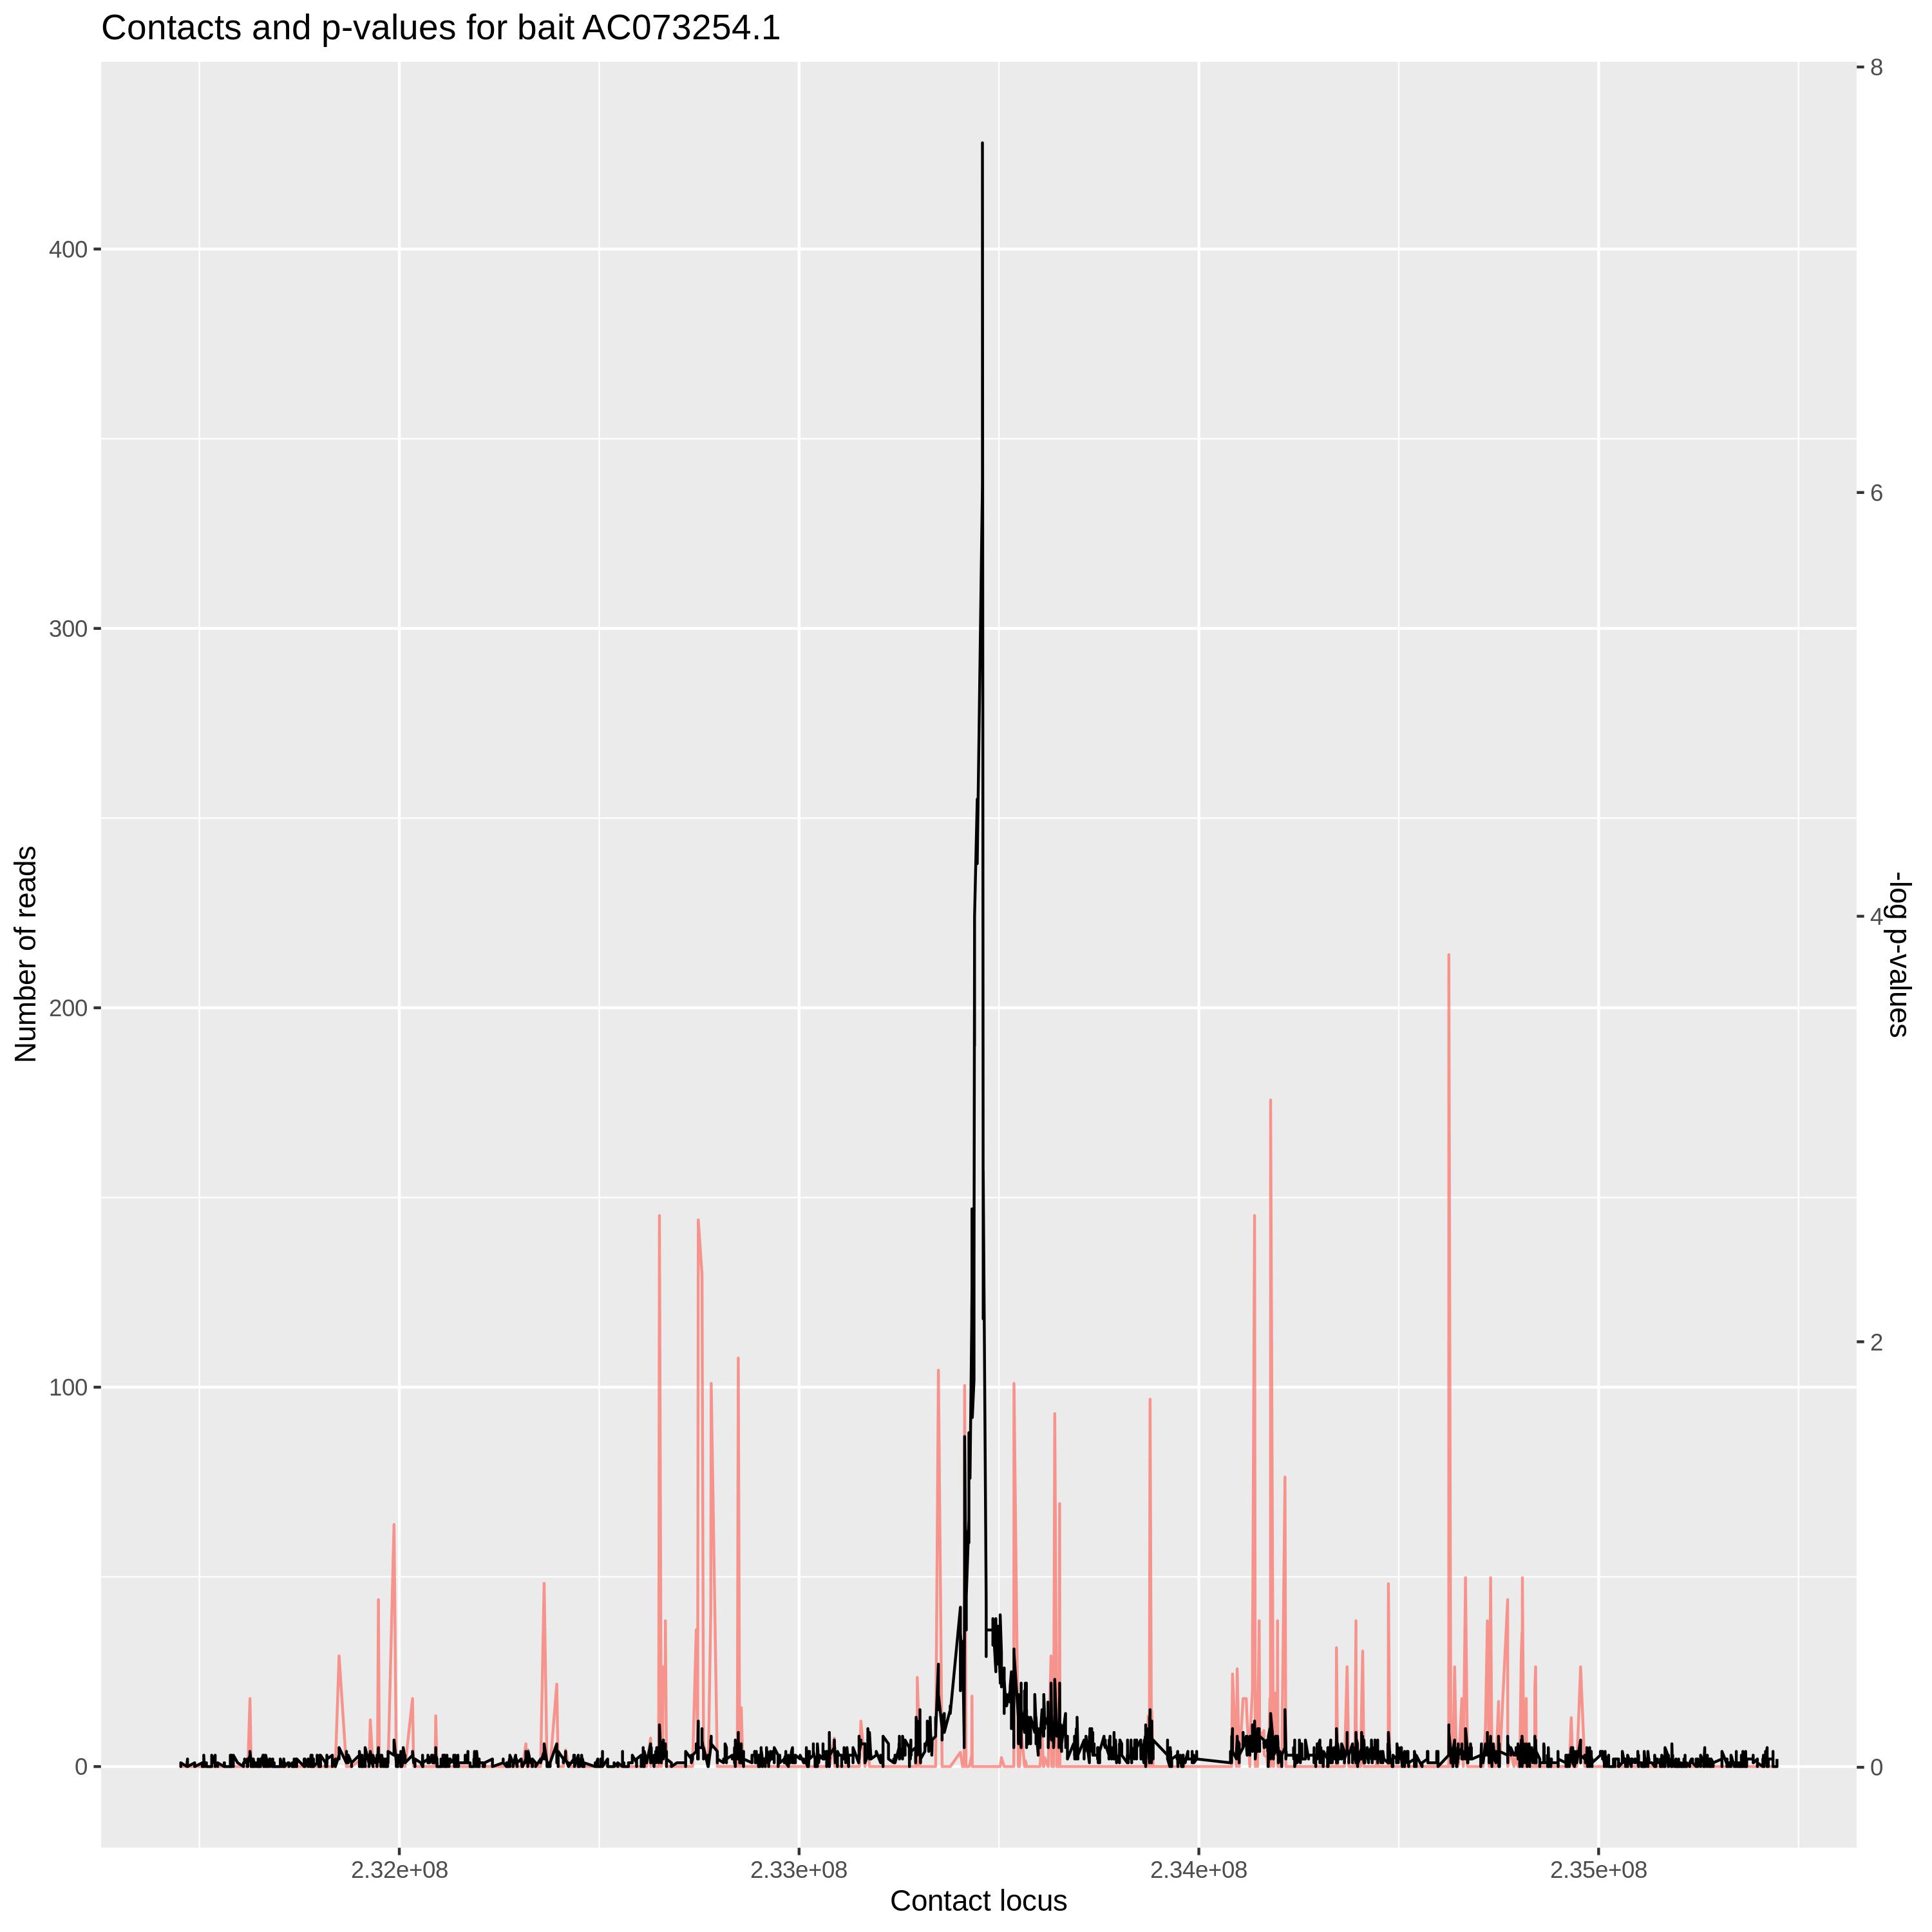 Contacts and p-values for bait AC073254.1
8
400
6
300
Number of reads
-log p-values
4
200
2
100
0
0
2.32e+08 2.33e+08 2.34e+08 2.35e+08
Contact locus